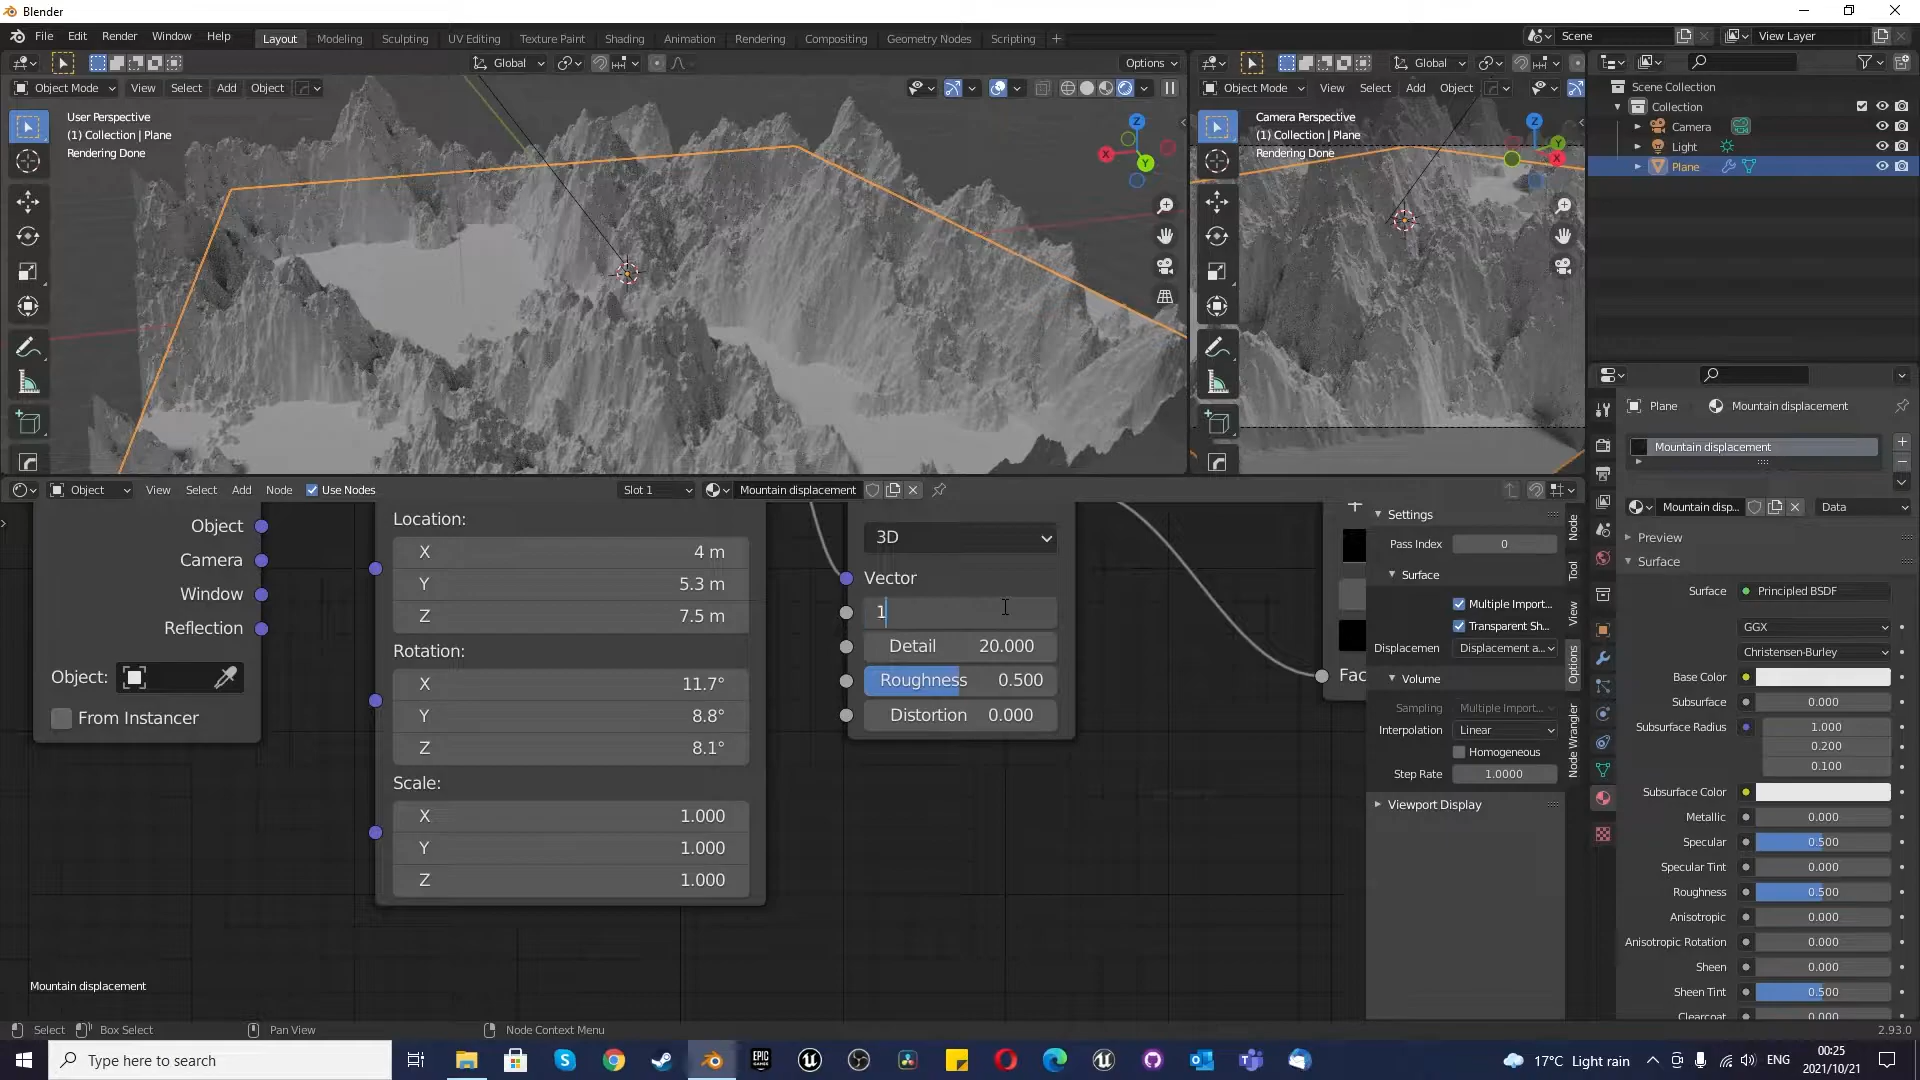 Blender
File Edit Render Window Help
Layout Modeling Sculpting UV Editing Texture Paint Shading Animation Rendering Compositing Geometry Nodes Scripting
Scene
View Layer
Global
Options
Global
Object Mode View Select Add Object
Object Mode View Select Add Object
User Perspective
(1) Collection | Plane
Rendering Done
Z
X
Y
Camera Perspective
(1) Collection | Plane
Rendering Done
Z
Y
X
Scene Collection
Collection
Camera
Light
Plane
Plane
Mountain displacement
Mountain displacement
Mountain disp...
Data
Preview
Surface
Surface Principled BSDF
GGX
Christensen-Burley
Base Color
Subsurface 0.000
Subsurface Radius 1.000
0.200
0.100
Subsurface Color
Metallic 0.000
Specular 0.500
Specular Tint 0.000
Roughness 0.500
Anisotropic 0.000
Anisotropic Rotation 0.000
Sheen 0.000
Sheen Tint 0.500
Clearcoat 0.000
Object View Select Add Node Use Nodes
Slot 1
Mountain displacement
Object
Camera
Window
Reflection
Object:
From Instancer
Location:
X 4 m
Y 5.3 m
Z 7.5 m
Rotation:
X 11.7°
Y 8.8°
Z 8.1°
Scale:
X 1.000
Y 1.000
Z 1.000
3D
Vector
1
Detail 20.000
Roughness 0.500
Distortion 0.000
Fac
Settings
Pass Index 0
Surface
Multiple Import...
Transparent Sh...
Displacemen Displacement a...
Volume
Sampling Multiple Import...
Interpolation Linear
Homogeneous
Step Rate 1.0000
Viewport Display
Node
Tool
View
Options
Node Wrangler
Mountain displacement
Select Box Select Pan View Node Context Menu
2.93.0
Type here to search
EPIC GAMES
17°C Light rain
ENG
00:25
2021/10/21